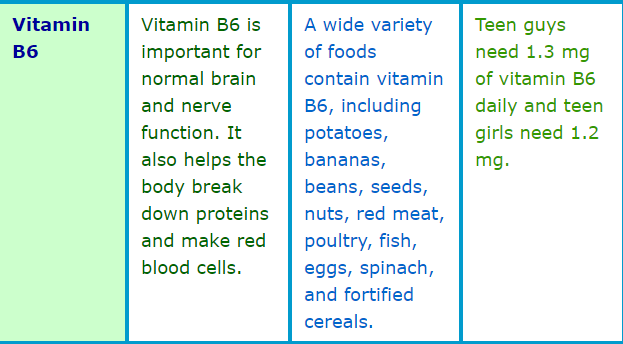 Vitamin
B6
Vitamin B6 is
important for
normal brain
and nerve
function. It
also helps the
body break
down proteins
and make red
blood cells.
A wide variety
of foods
contain vitamin
B6, including
potatoes,
bananas,
beans, seeds,
nuts, red meat,
poultry, fish,
eggs, spinach,
and fortified
cereals.
Teen guys
need 1.3 mg
of vitamin B6
daily and teen
girls need 1.2
mg.